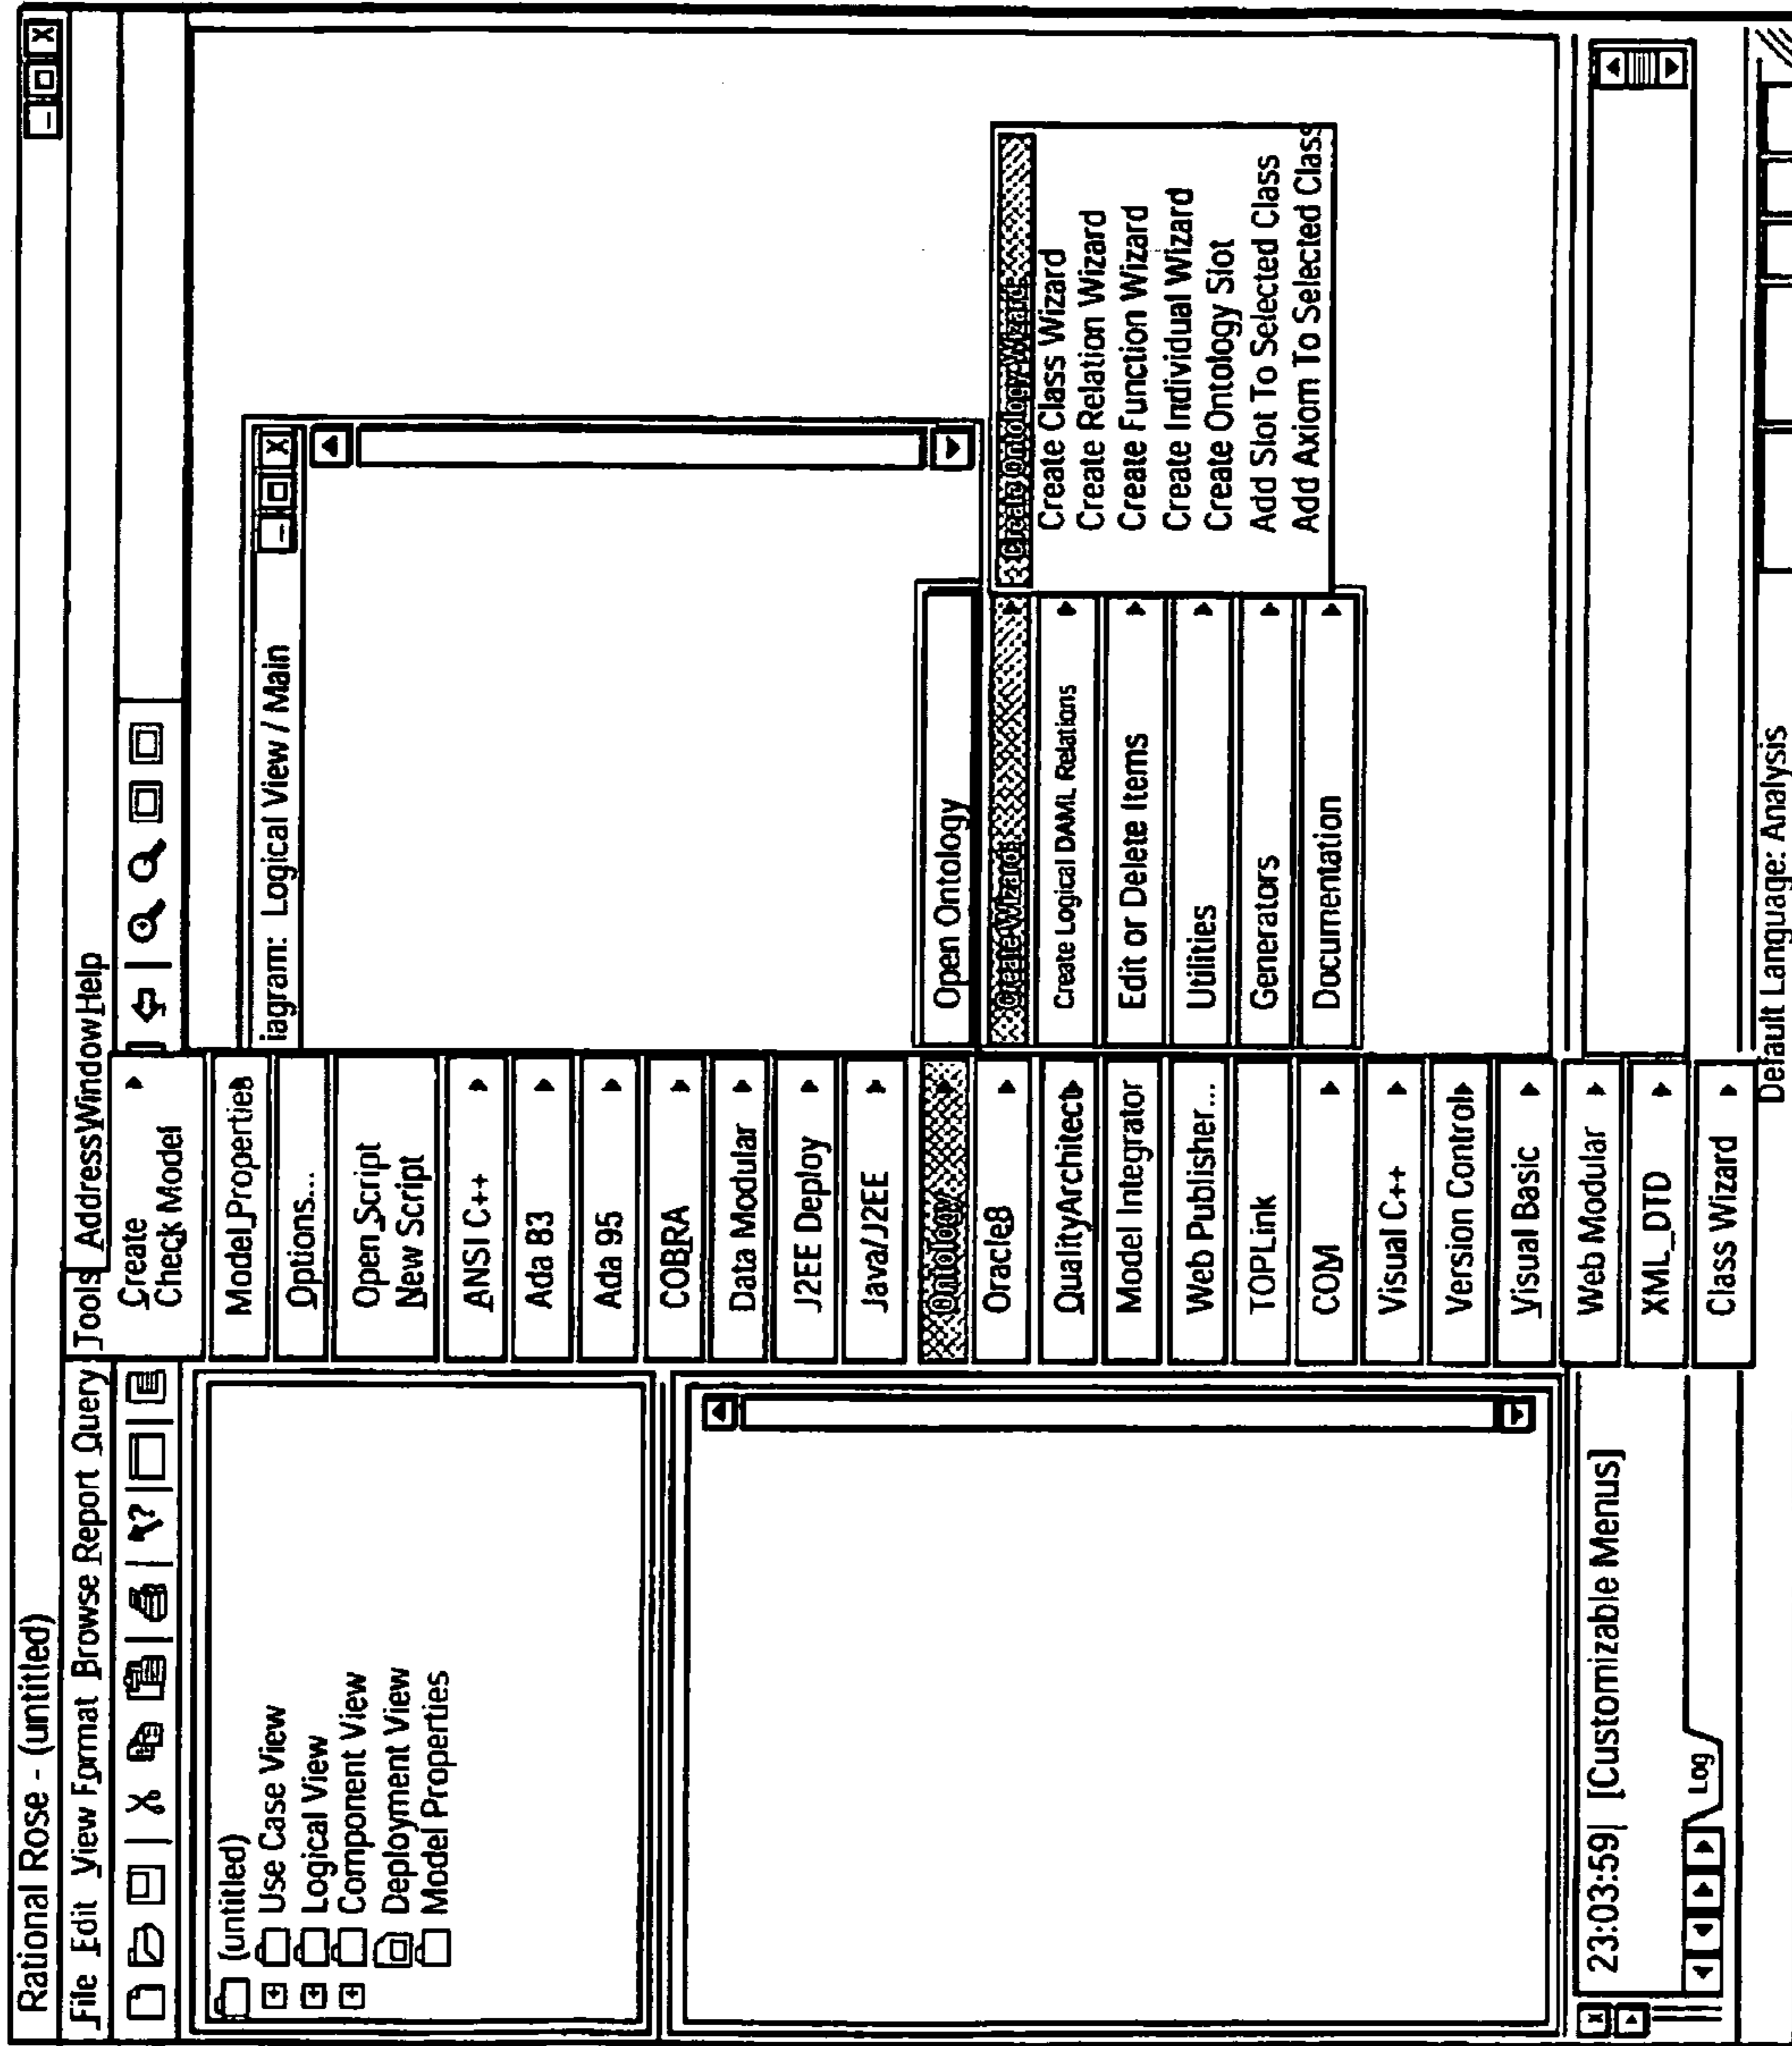 Rational Rose - (untitled)
File Edit View Format Browse Report Query Tools Address Window Help
(untitled)
Use Case View
Logical View
Component View
Deployment View
Model Properties
Create
Check Model
Model Properties
Options...
Open Script
New Script
ANSI C++
Ada 83
Ada 95
COBRA
Data Modular
J2EE Deploy
Java/J2EE
Ontology
Oracle8
QualityArchitect
Model Integrator
Web Publisher...
TOPLink
COM
Visual C++
Version Control
Visual Basic
Web Modular
XML_DTD
Class Wizard
iagram: Logical View / Main
Open Ontology
Create Wizards
Create Logical DAML Relations
Edit or Delete Items
Utilities
Generators
Documentation
Create Ontology Wizard
Create Class Wizard
Create Relation Wizard
Create Function Wizard
Create Individual Wizard
Create Ontology Slot
Add Slot To Selected Class
Add Axiom To Selected Class
23:03:59| [Customizable Menus]
Log
Default Language: Analysis